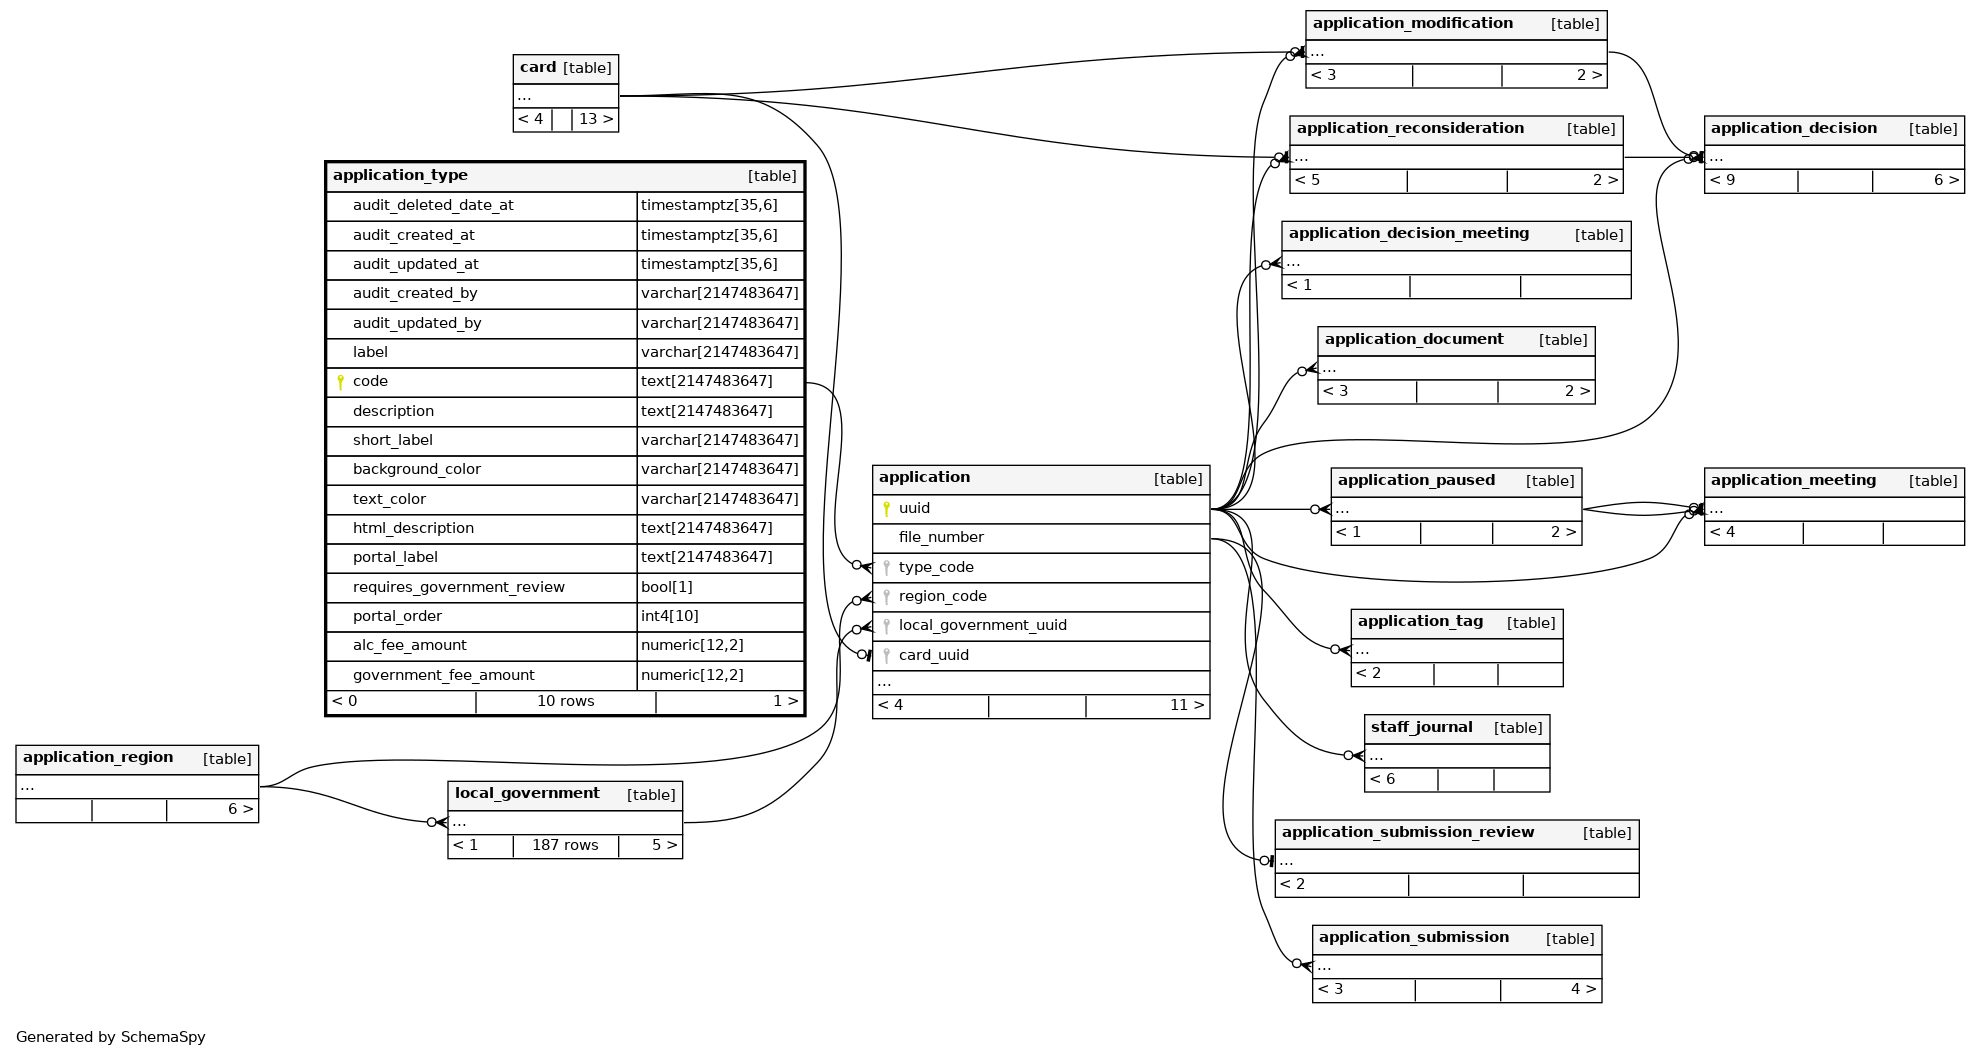 card [table]
...
< 4 13 >
application_type [table]
audit_deleted_date_at timestamptz[35,6]
audit_created_at timestamptz[35,6]
audit_updated_at timestamptz[35,6]
audit_created_by varchar[2147483647]
audit_updated_by varchar[2147483647]
label varchar[2147483647]
code text[2147483647]
description text[2147483647]
short_label varchar[2147483647]
background_color varchar[2147483647]
text_color varchar[2147483647]
html_description text[2147483647]
portal_label text[2147483647]
requires_government_review bool[1]
portal_order int4[10]
alc_fee_amount numeric[12,2]
government_fee_amount numeric[12,2]
< 0 10 rows 1 >
application_region [table]
...
6 >
local_government [table]
...
< 1 187 rows 5 >
application [table]
uuid
file_number
type_code
region_code
local_government_uuid
card_uuid
...
< 4 11 >
application_modification [table]
...
< 3 2 >
application_reconsideration [table]
...
< 5 2 >
application_decision [table]
...
< 9 6 >
application_decision_meeting [table]
...
< 1
application_document [table]
...
< 3 2 >
application_paused [table]
...
< 1 2 >
application_meeting [table]
...
< 4
application_tag [table]
...
< 2
staff_journal [table]
...
< 6
application_submission_review [table]
...
< 2
application_submission [table]
...
< 3 4 >
Generated by SchemaSpy